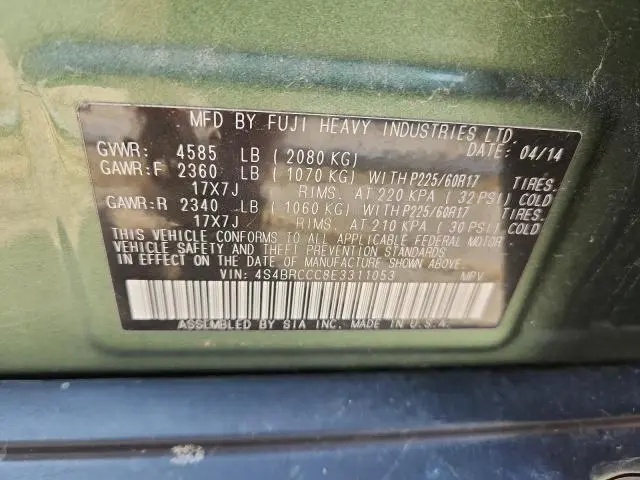 MFD BY FUJI HEAVY INDUSTRIES LTD.
GVWR: 4585 LB (2080 KG) DATE: 04/14
GAWR:F 2360 LB (1070 KG) WITH P225/60R17 TIRES.
17X7J RIMS. AT 220 KPA (32 PSI) COLD
GAWR:R 2340 LB (1060 KG) WITH P225/60R17 TIRES.
17X7J RIMS. AT 210 KPA (30 PSI) COLD
THIS VEHICLE CONFORMS TO ALL APPLICABLE FEDERAL MOTOR
VEHICLE SAFETY AND THEFT PREVENTION STANDARDS
IN EFFECT ON THE DATE OF MANUFACTURE SHOWN ABOVE.
VIN: 4S4BRCCC8E3311053 MPV
ASSEMBLED BY SIA INC. MADE IN U.S.A.